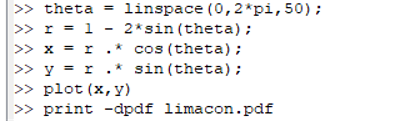 >> theta = linspace(0,2*pi,50);
>> r = 1 - 2*sin(theta);
>> x = r .* cos(theta);
>> y = r .* sin(theta);
>> plot(x,y)
>> print -dpdf limacon.pdf